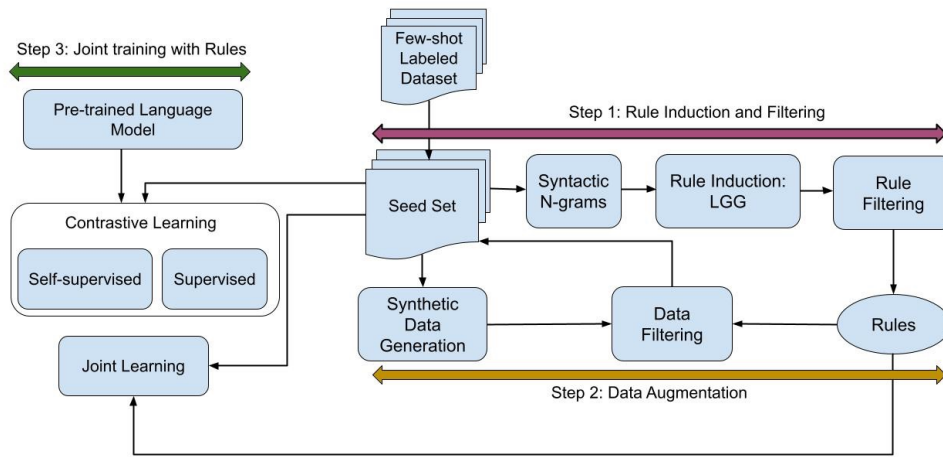 Step 3: Joint training with Rules
Few-shot
Labeled
Dataset
Pre-trained Language
Model
Step 1: Rule Induction and Filtering
Seed Set
Syntactic
N-grams
Rule Induction:
LGG
Rule
Filtering
Contrastive Learning
Self-supervised
Supervised
Synthetic
Data
Generation
Data
Filtering
Rules
Joint Learning
Step 2: Data Augmentation